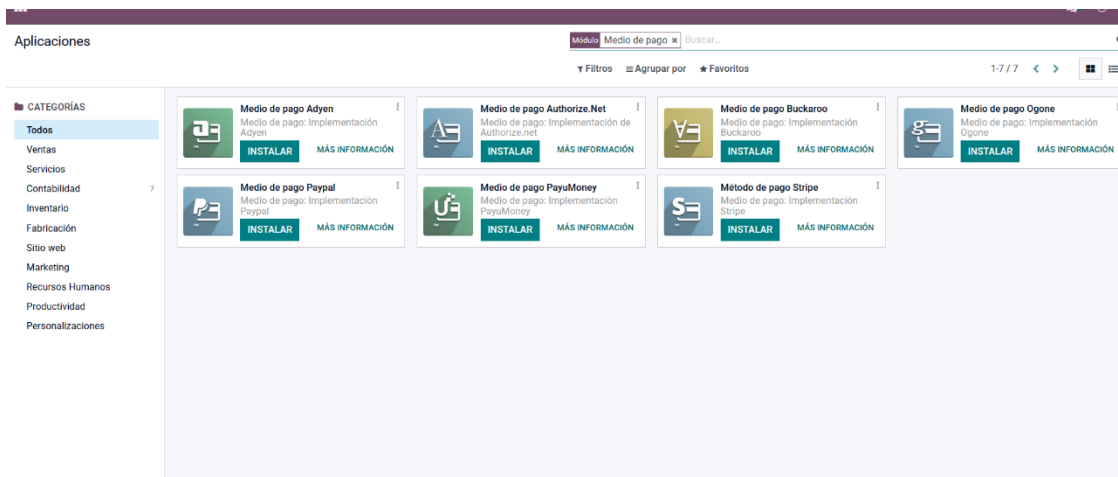 Aplicaciones
Módulo Medio de pago × Buscar...
Filtros Agrupar por Favoritos 1-7 / 7
CATEGORÍAS
Todos
Ventas
Servicios
Contabilidad 7
Inventario
Fabricación
Sitio web
Marketing
Recursos Humanos
Productividad
Personalizaciones
Medio de pago Adyen
Medio de pago: Implementación
Adyen
INSTALAR MÁS INFORMACIÓN
Medio de pago Authorize.Net
Medio de pago: Implementación de
Authorize.net
INSTALAR MÁS INFORMACIÓN
Medio de pago Buckaroo
Medio de pago: Implementación
Buckaroo
INSTALAR MÁS INFORMACIÓN
Medio de pago Ogone
Medio de pago: Implementación
Ogone
INSTALAR MÁS INFORMACIÓN
Medio de pago Paypal
Medio de pago: Implementación
Paypal
INSTALAR MÁS INFORMACIÓN
Medio de pago PayuMoney
Medio de pago: Implementación
PayuMoney
INSTALAR MÁS INFORMACIÓN
Método de pago Stripe
Medio de pago: Implementación
Stripe
INSTALAR MÁS INFORMACIÓN